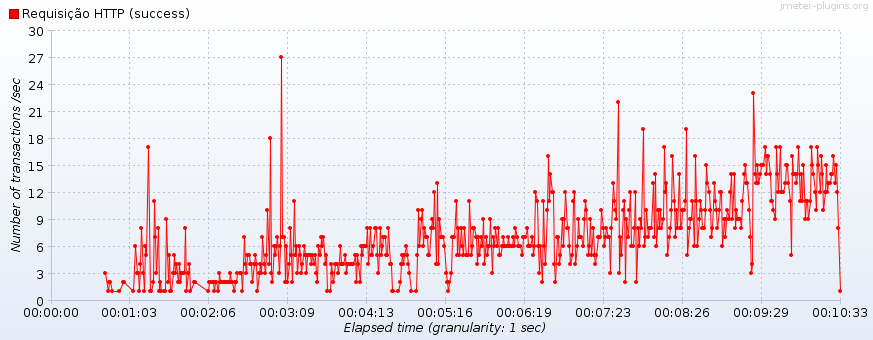 jmeter-plugins.org
Requisição HTTP (success)
30
27
24
21
18
15
12
9
6
3
0
Number of transactions /sec
00:00:00 00:01:03 00:02:06 00:03:09 00:04:13 00:05:16 00:06:19 00:07:23 00:08:26 00:09:29 00:10:33
Elapsed time (granularity: 1 sec)